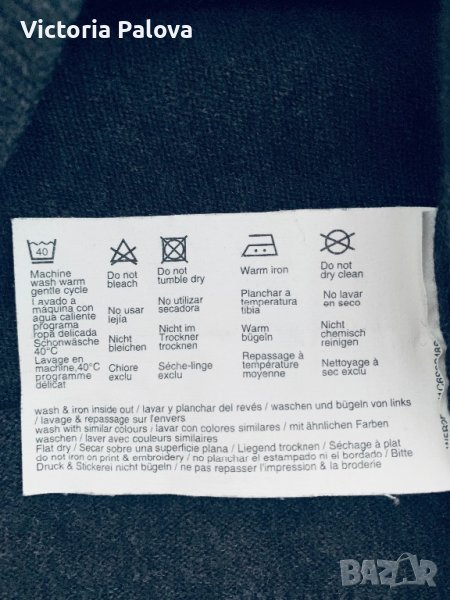 Victoria Palova
40
Machine
wash warm
gentle cycle
Lavado a
máquina con
agua caliente
programa
ropa delicada
Schonwäsche
40°C
Lavage en
machine,40°C
programme
délicat
Do not
bleach
No usar
lejia
Nicht
bleichen
Chlore
exclu
Do not
tumble dry
No utilizar
secadora
Nicht im
Trockner
trocknen
Séche-linge
exclu
Warm iron
Planchar a
temperatura
tibia
Warm
bügeln
Repassage à
température
moyenne
Do not
dry clean
No lavar
en seco
Nicht
chemisch
reinigen
Nettoyage à
sec exclu
wash & iron inside out / lavar y planchar del revés / waschen und bügeln von links
/ lavage & repassage sur l'envers
wash with similar colours / lavar con colores similares / mit ähnlichen Farben
waschen / laver avec couleurs similaires
Flat dry / Secar sobre una superficie plana / Liegend trocknen / Séchage à plat
do not iron on print & embroidery / no planchar el estampado ni el bordado / Bitte
Druck & Stickerei nicht bügeln / ne pas repasser l'impression & la broderie
BAZAR